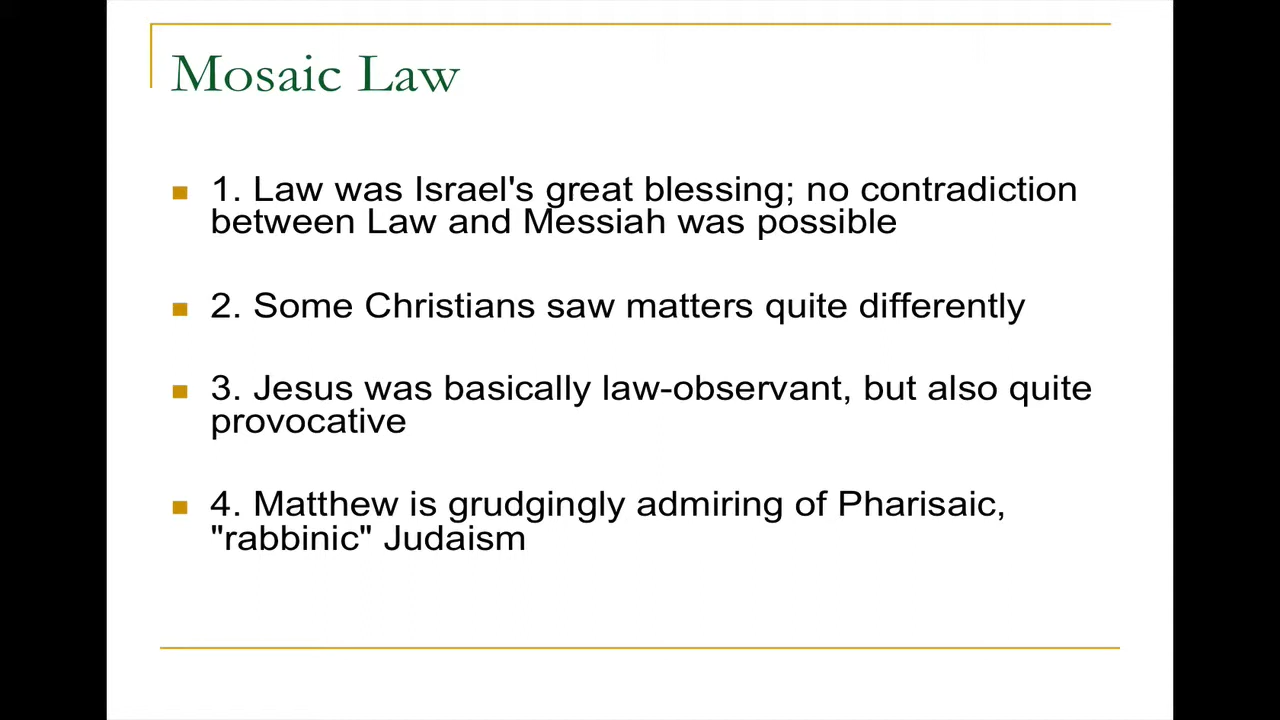 Mosaic Law
1. Law was Israel's great blessing; no contradiction
between Law and Messiah was possible
2. Some Christians saw matters quite differently
3. Jesus was basically law-observant, but also quite
provocative
4. Matthew is grudgingly admiring of Pharisaic,
"rabbinic" Judaism